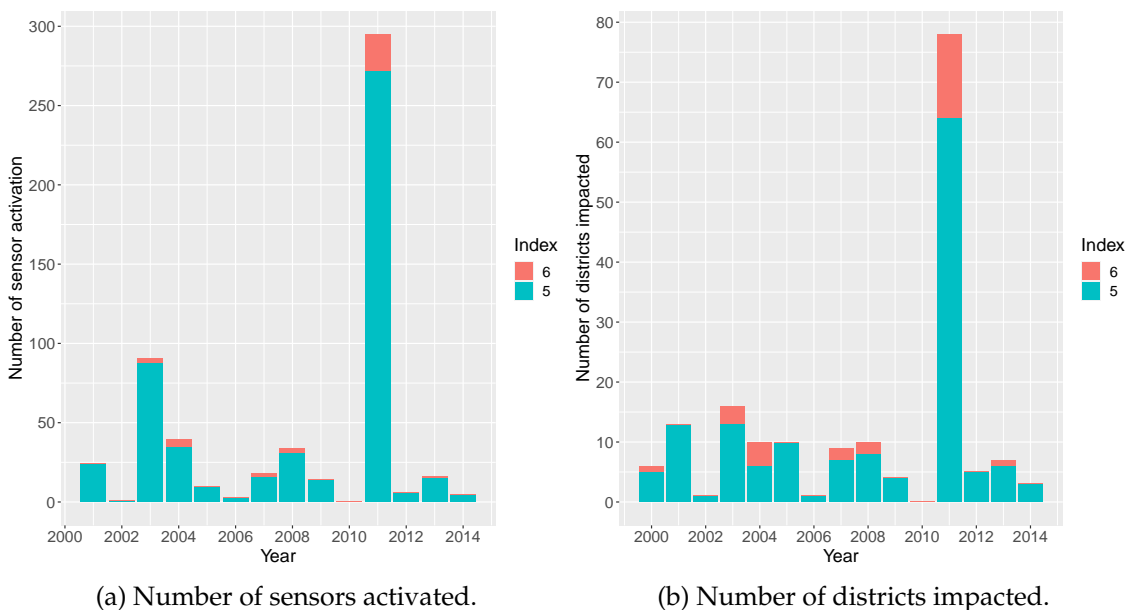 300
250
200
150
100
50
0
Number of sensor activation
2000 2002 2004 2006 2008 2010 2012 2014
Year
Index
6
5
(a) Number of sensors activated.
80
70
60
50
40
30
20
10
0
Number of districts impacted
2000 2002 2004 2006 2008 2010 2012 2014
Year
Index
6
5
(b) Number of districts impacted.